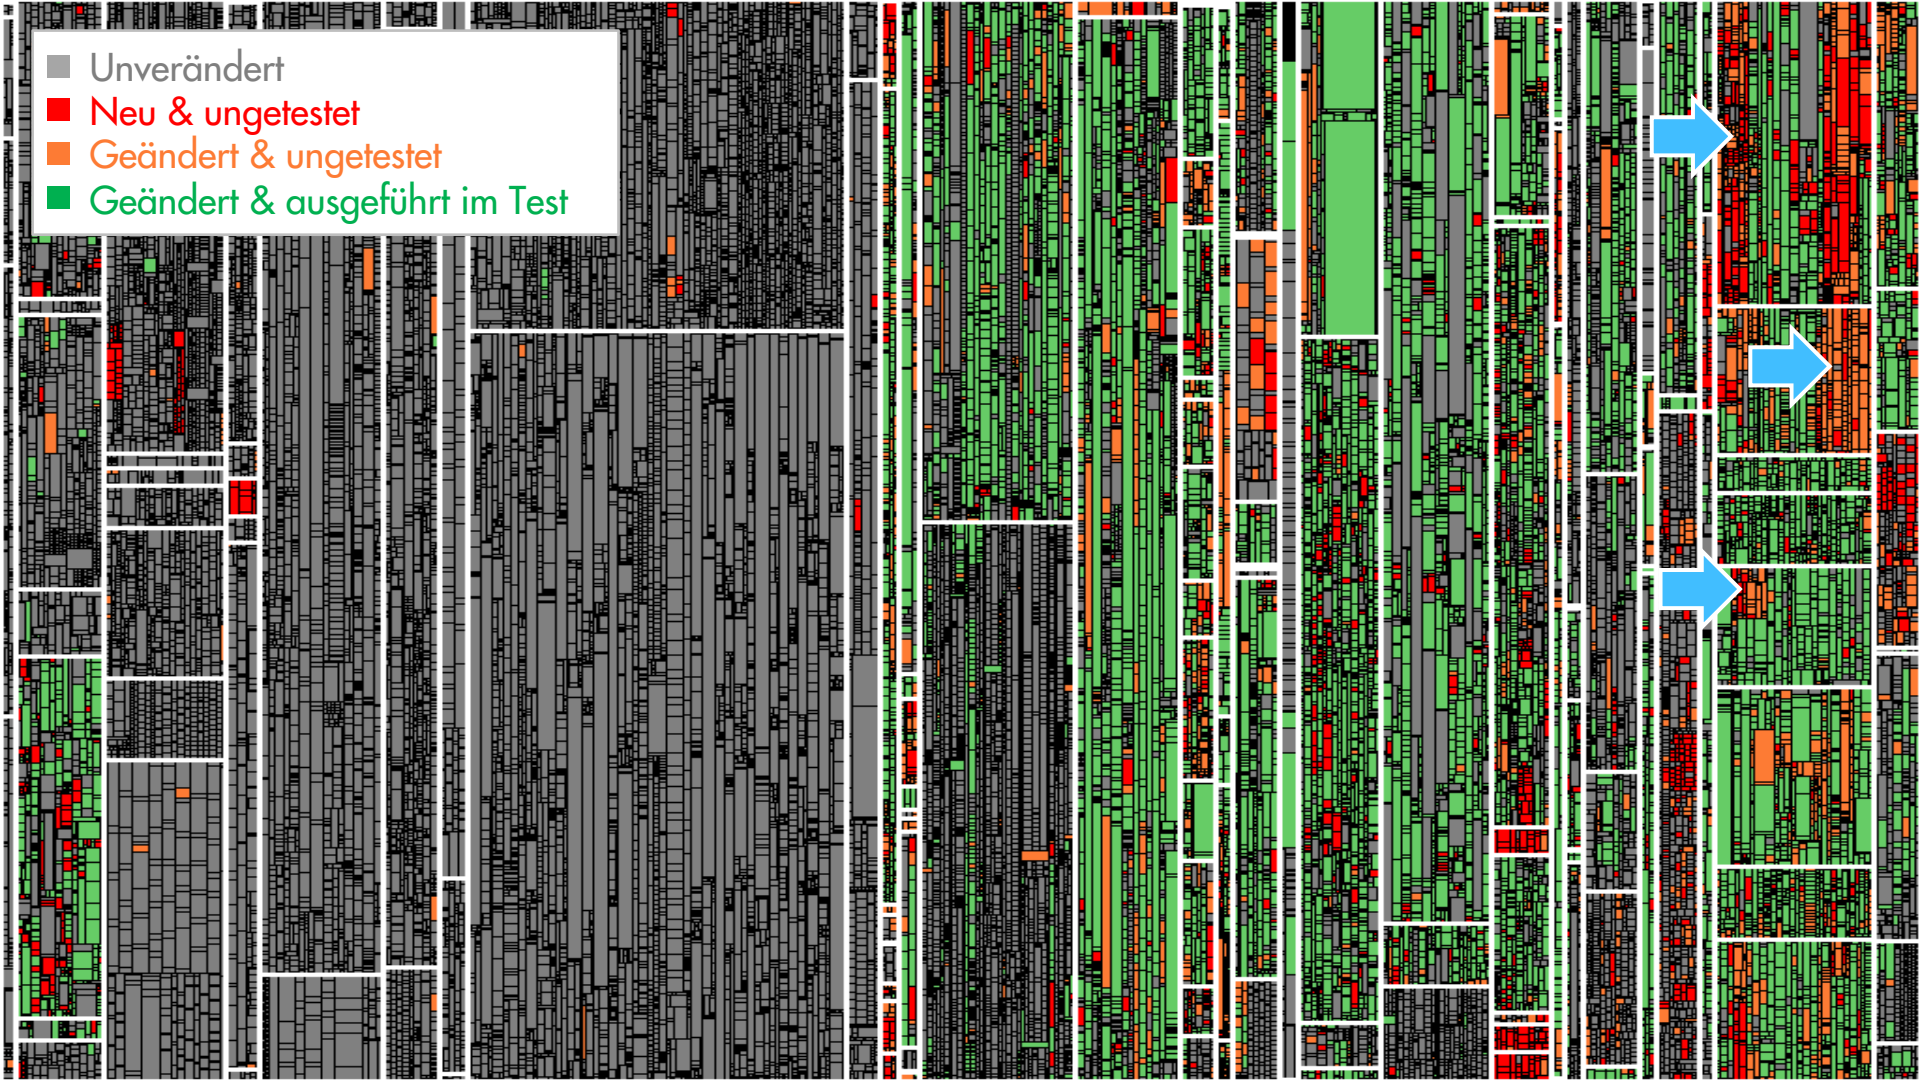 Unverändert
Neu & ungetestet
Geändert & ungetestet
Geändert & ausgeführt im Test